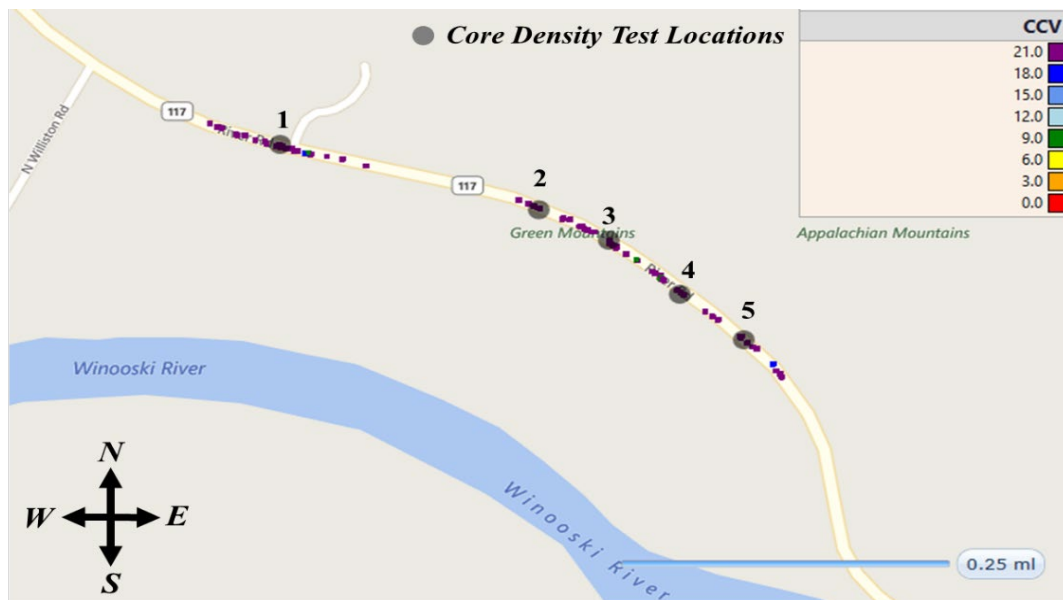 Core Density Test Locations
CCV
21.0
18.0
15.0
12.0
9.0
6.0
3.0
0.0
117
N Williston Rd
1
117
2
3
Green Mountains
Appalachian Mountains
4
5
Winooski River
Winooski River
N
W E
S
0.25 ml